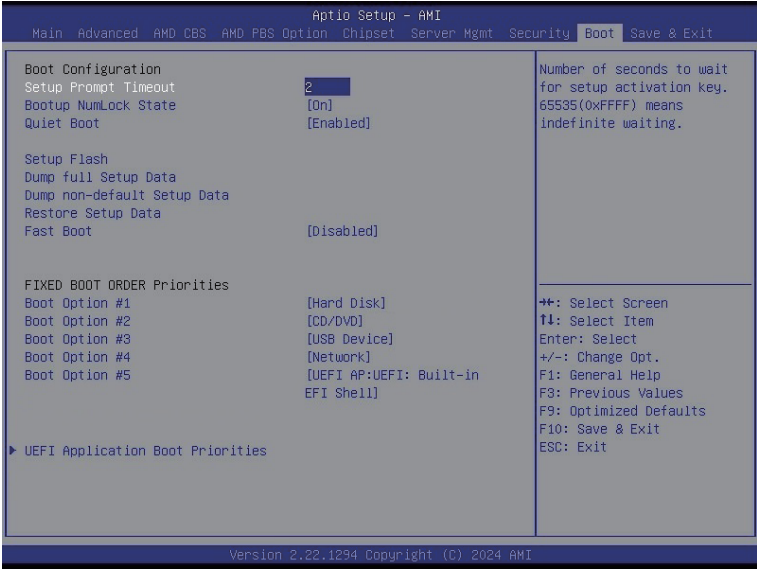 Aptio Setup - AMI
Main Advanced AMD CBS AMD PBS Option Chipset Server Mgmt Security Boot Save & Exit
Boot Configuration
Setup Prompt Timeout 2
Bootup NumLock State [On]
Quiet Boot [Enabled]
Setup Flash
Dump full Setup Data
Dump non-default Setup Data
Restore Setup Data
Fast Boot [Disabled]
FIXED BOOT ORDER Priorities
Boot Option #1 [Hard Disk]
Boot Option #2 [CD/DVD]
Boot Option #3 [USB Device]
Boot Option #4 [Network]
Boot Option #5 [UEFI AP:UEFI: Built-in
EFI Shell]
UEFI Application Boot Priorities
Number of seconds to wait
for setup activation key.
65535(0xFFFF) means
indefinite waiting.
→←: Select Screen
↑↓: Select Item
Enter: Select
+/-: Change Opt.
F1: General Help
F3: Previous Values
F9: Optimized Defaults
F10: Save & Exit
ESC: Exit
Version 2.22.1294 Copyright (C) 2024 AMI